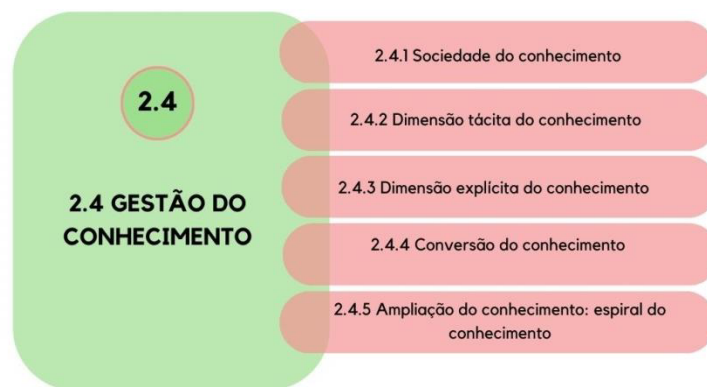 2.4
2.4 GESTÃO DO
CONHECIMENTO
2.4.1 Sociedade do conhecimento
2.4.2 Dimensão tácita do conhecimento
2.4.3 Dimensão explícita do conhecimento
2.4.4 Conversão do conhecimento
2.4.5 Ampliação do conhecimento: espiral do
conhecimento